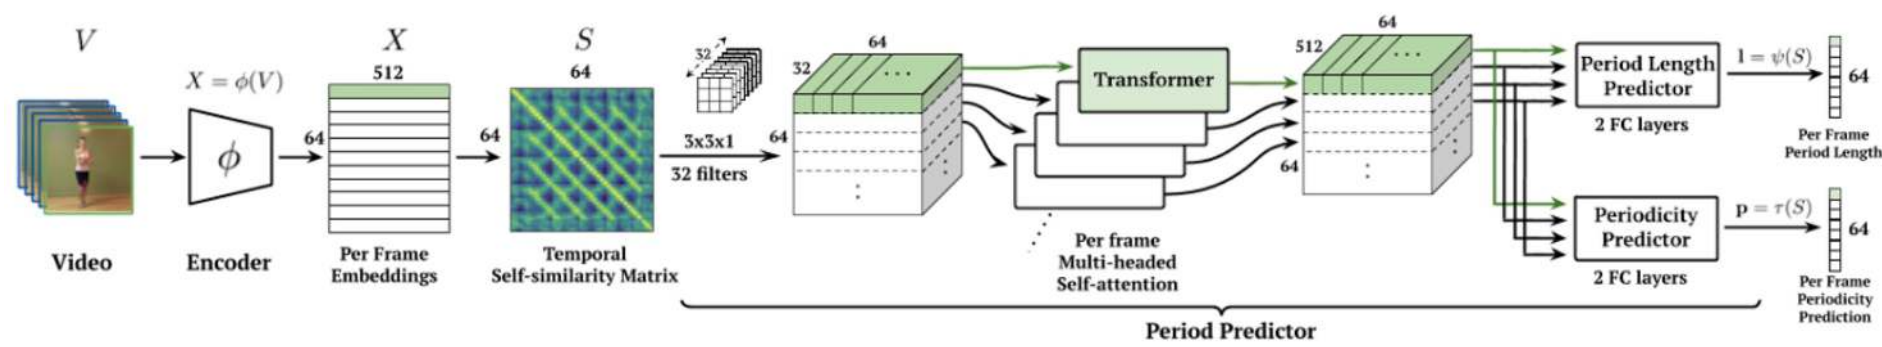 V
X = φ(V)
φ
Video
Encoder
X
512
64
Per Frame
Embeddings
S
64
64
Temporal
Self-similarity Matrix
32
3x3x1
32 filters
64
32
64
...
Transformer
Per frame
Multi-headed
Self-attention
64
512
64
...
Period Length
Predictor
2 FC layers
l = ψ(S)
64
Per Frame
Period Length
Periodicity
Predictor
2 FC layers
p = τ(S)
64
Per Frame
Periodicity
Prediction
Period Predictor